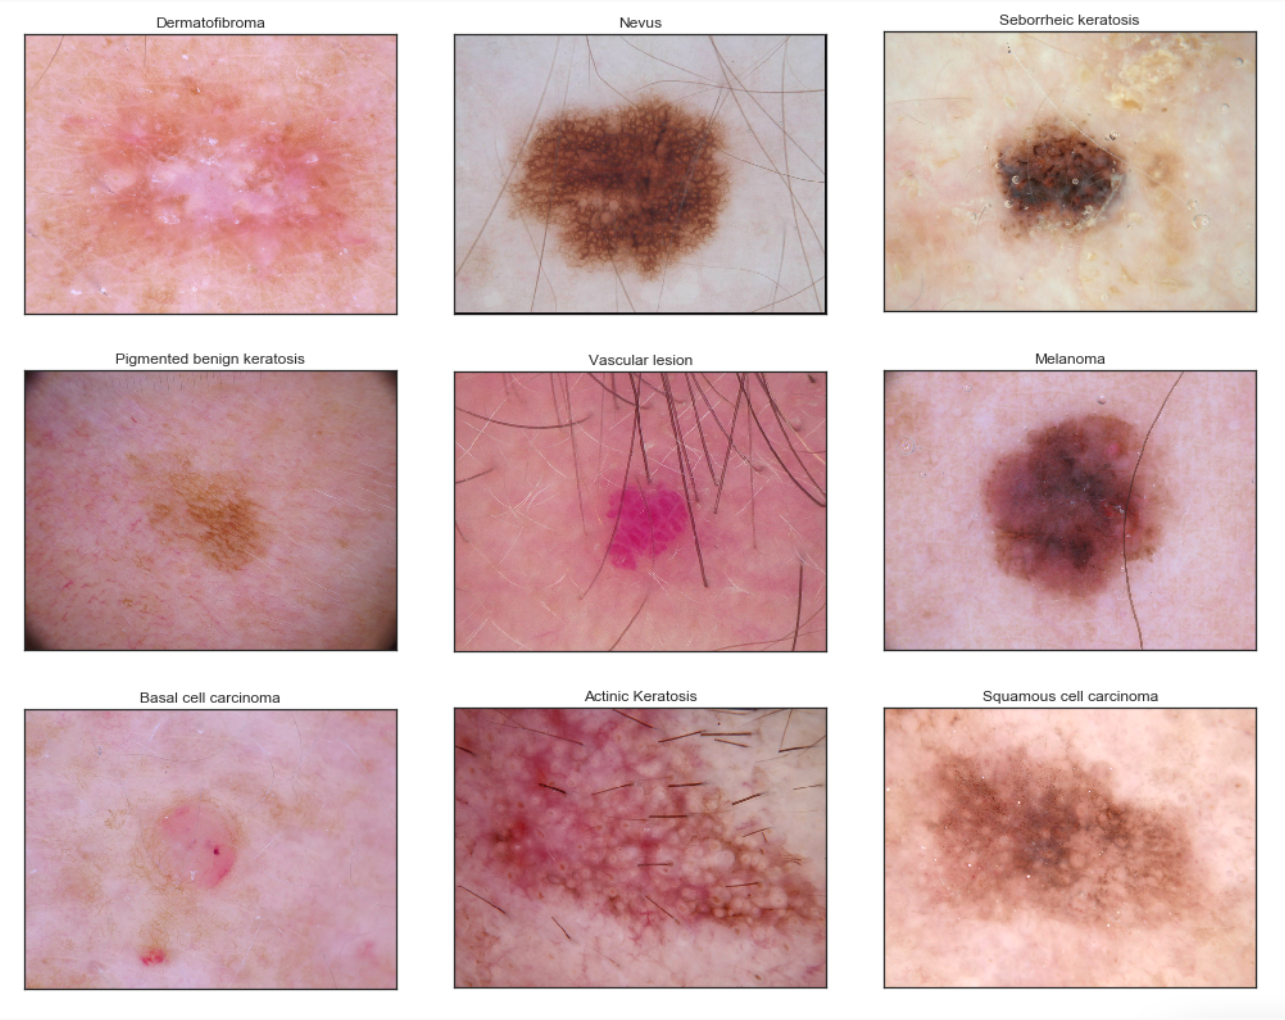 Dermatofibroma
Nevus
Seborrheic keratosis
Pigmented benign keratosis
Vascular lesion
Melanoma
Basal cell carcinoma
Actinic Keratosis
Squamous cell carcinoma